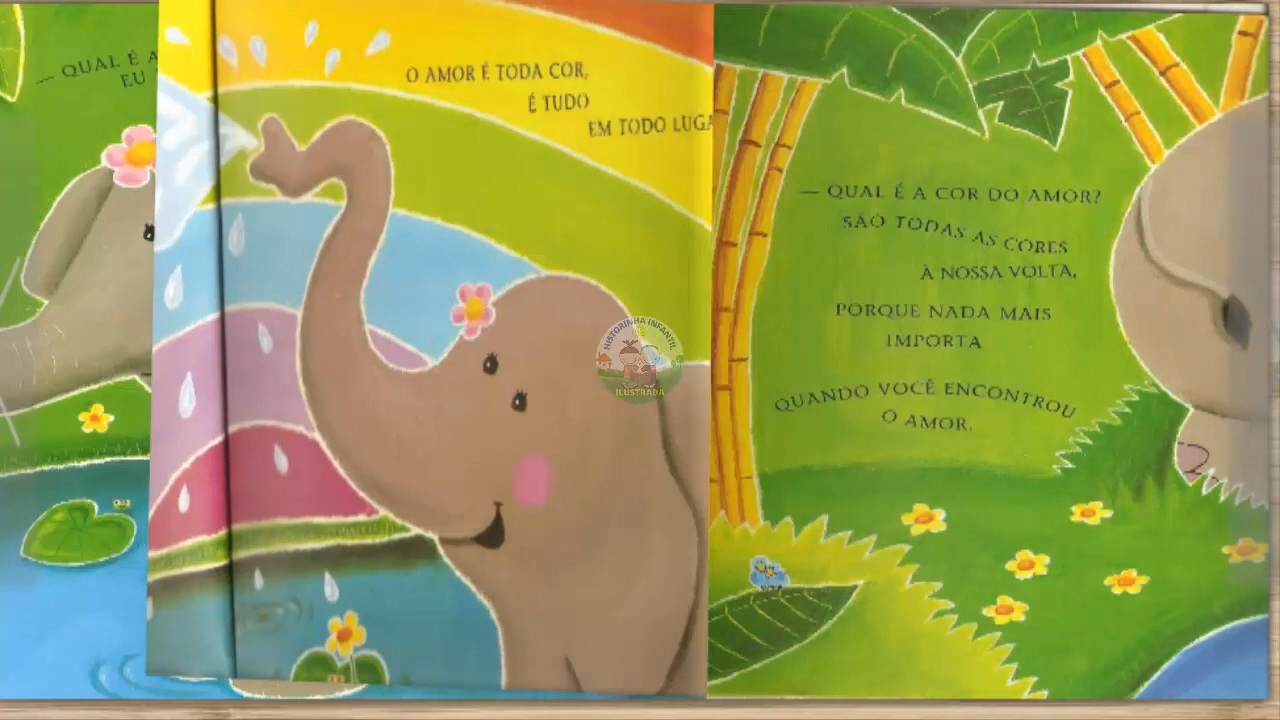 — QUAL É A
EU
O AMOR É TODA COR,
É TUDO
EM TODO LUGA
— QUAL É A COR DO AMOR?
SÃO TODAS AS CORES
À NOSSA VOLTA,
PORQUE NADA MAIS
IMPORTA
QUANDO VOCÊ ENCONTROU
O AMOR.
HISTORINHA INFANTIL
ILUSTRADA